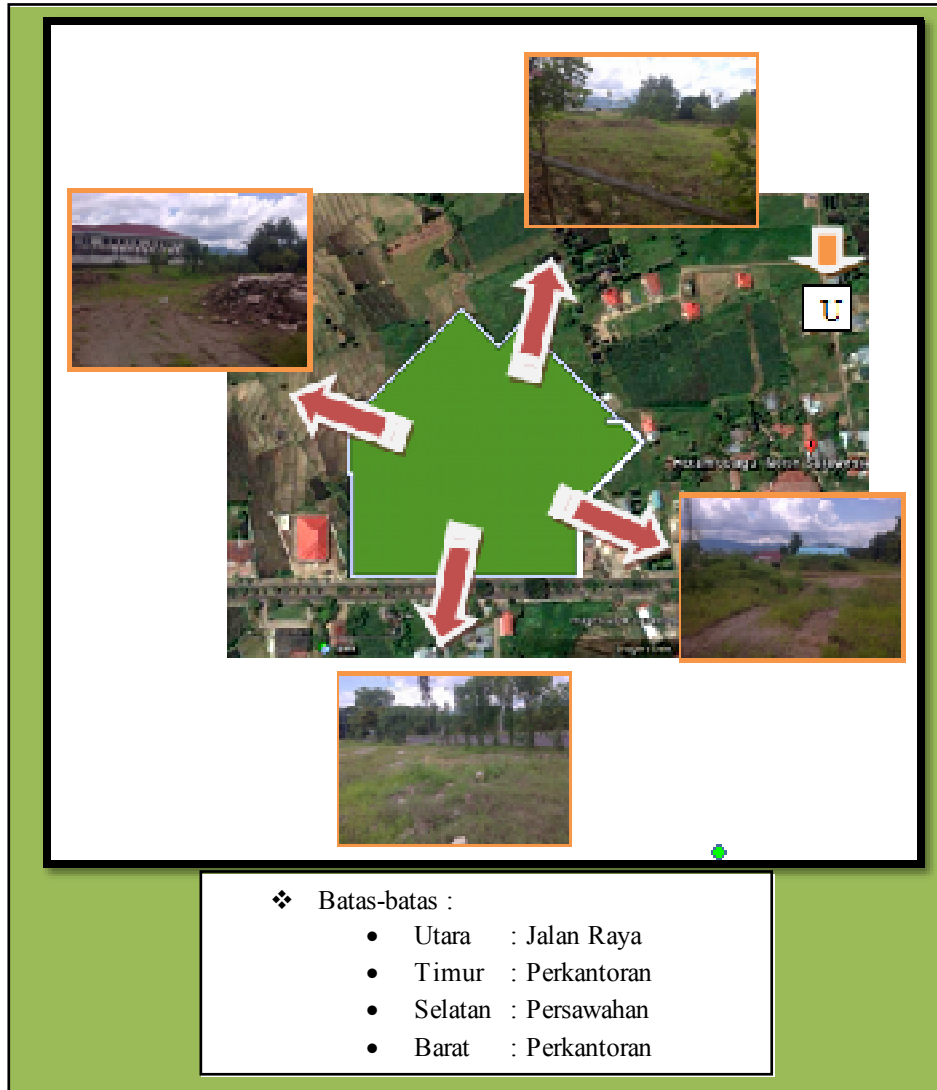 U
❖ Batas-batas :
• Utara : Jalan Raya
• Timur : Perkantoran
• Selatan : Persawahan
• Barat : Perkantoran